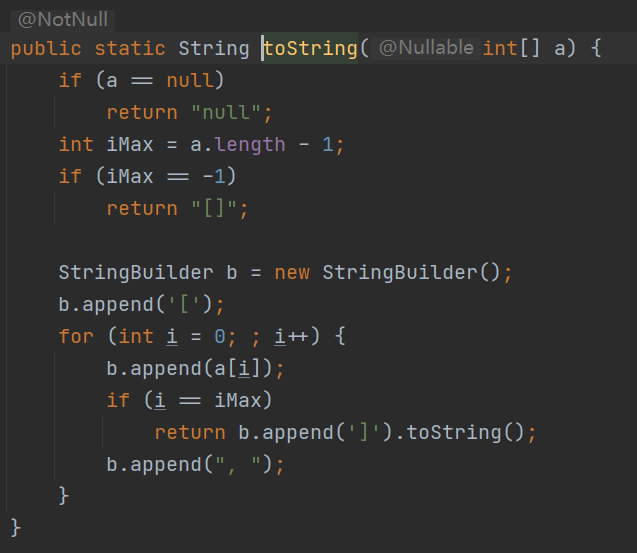 @NotNull
public static String toString( @Nullable int[] a) {
    if (a == null)
        return "null";
    int iMax = a.length - 1;
    if (iMax == -1)
        return "[]";

    StringBuilder b = new StringBuilder();
    b.append('[');
    for (int i = 0; ; i++) {
        b.append(a[i]);
        if (i == iMax)
            return b.append(']').toString();
        b.append(", ");
    }
}